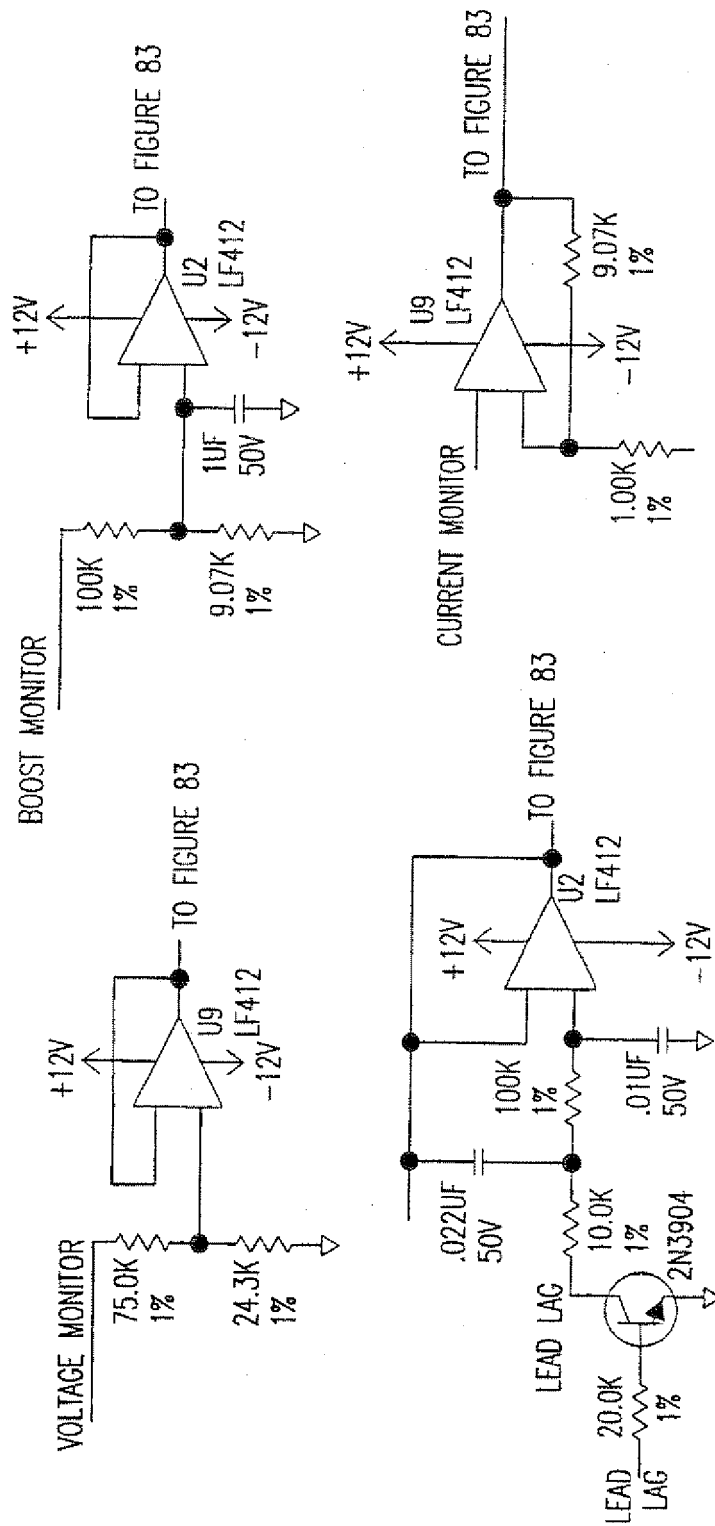 VOLTAGE MONITOR
75.0K
1%
24.3K
1%
+12V
-12V
U9
LF412
TO FIGURE 83
BOOST MONITOR
100K
1%
9.07K
1%
1UF
50V
+12V
-12V
U2
LF412
TO FIGURE 83
LEAD
LAG
20.0K
1%
LEAD LAG
2N3904
10.0K
1%
.022UF
50V
100K
1%
.01UF
50V
+12V
-12V
U2
LF412
TO FIGURE 83
CURRENT MONITOR
1.00K
1%
+12V
-12V
U9
LF412
9.07K
1%
TO FIGURE 83